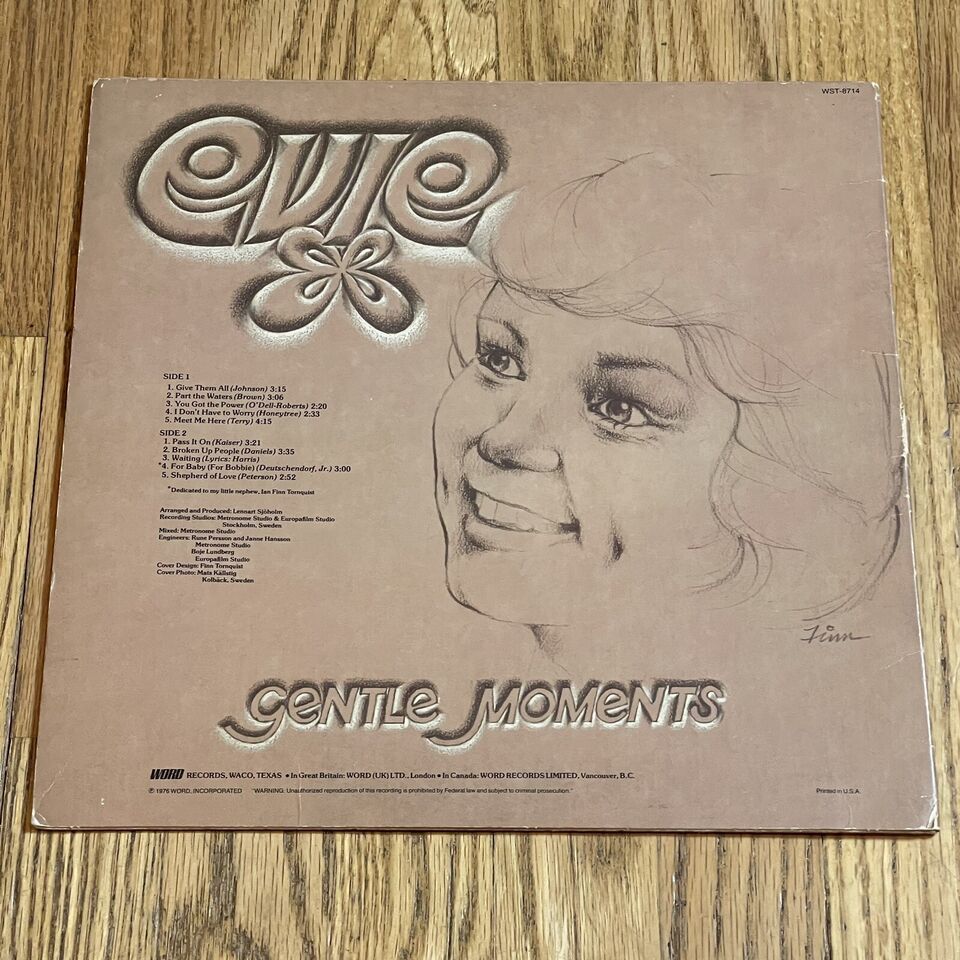 WST-8714
evie
SIDE 1
1. Give Them All (Johnson) 3:15
2. Part the Waters (Brown) 3:06
3. You Got the Power (O'Dell-Roberts) 2:20
4. I Don't Have to Worry (Honeytree) 2:33
5. Meet Me Here (Terry) 4:15
SIDE 2
1. Pass It On (Kaiser) 3:21
2. Broken Up People (Daniels) 3:35
3. Waiting (Lyrics: Harris)
*4. For Baby (For Bobbie) (Deutschendorf, Jr.) 3:00
5. Shepherd of Love (Peterson) 2:52
*Dedicated to my little nephew, Ian Finn Tornquist
Arranged and Produced: Lennart Sjöholm
Recording Studios: Metronome Studio & Europafilm Studio
Stockholm, Sweden
Mixed: Metronome Studio
Engineers: Rune Persson and Janne Hansson
Metronome Studio
Boje Lundberg
Europafilm Studio
Cover Design: Finn Tornquist
Cover Photo: Mats Källstig
Kolbäck, Sweden
Finn
GENTLE MOMENTS
WORD RECORDS, WACO, TEXAS • In Great Britain: WORD (UK) LTD., London • In Canada: WORD RECORDS LIMITED, Vancouver, B.C.
℗ 1976 WORD, INCORPORATED "WARNING: Unauthorized reproduction of this recording is prohibited by Federal law and subject to criminal prosecution." Printed in U.S.A.